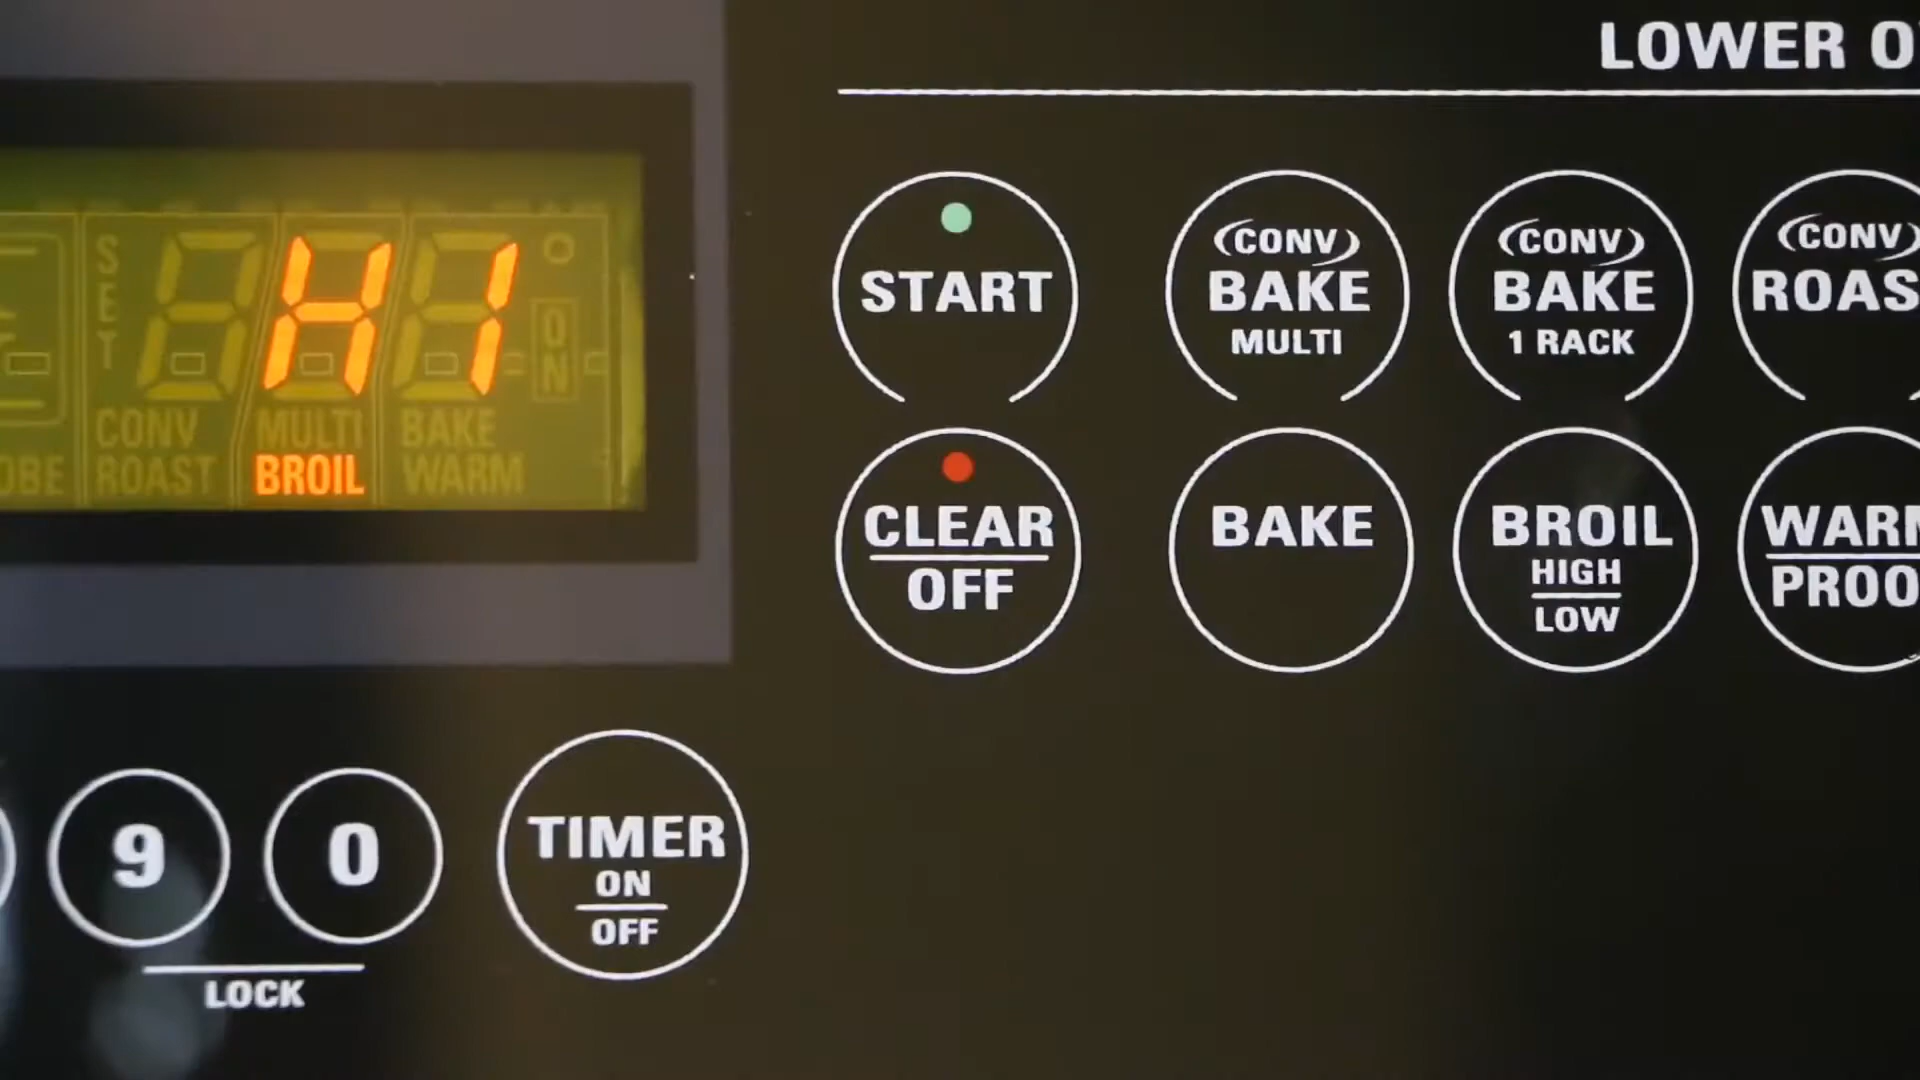 LOWER O
SET
HI
ON
CONV MULTI BAKE
OBE ROAST BROIL WARM
START
CONV
BAKE
MULTI
CONV
BAKE
1 RACK
CONV
ROAS
CLEAR
OFF
BAKE
BROIL
HIGH
LOW
WARM
PROO
9
0
LOCK
TIMER
ON
OFF